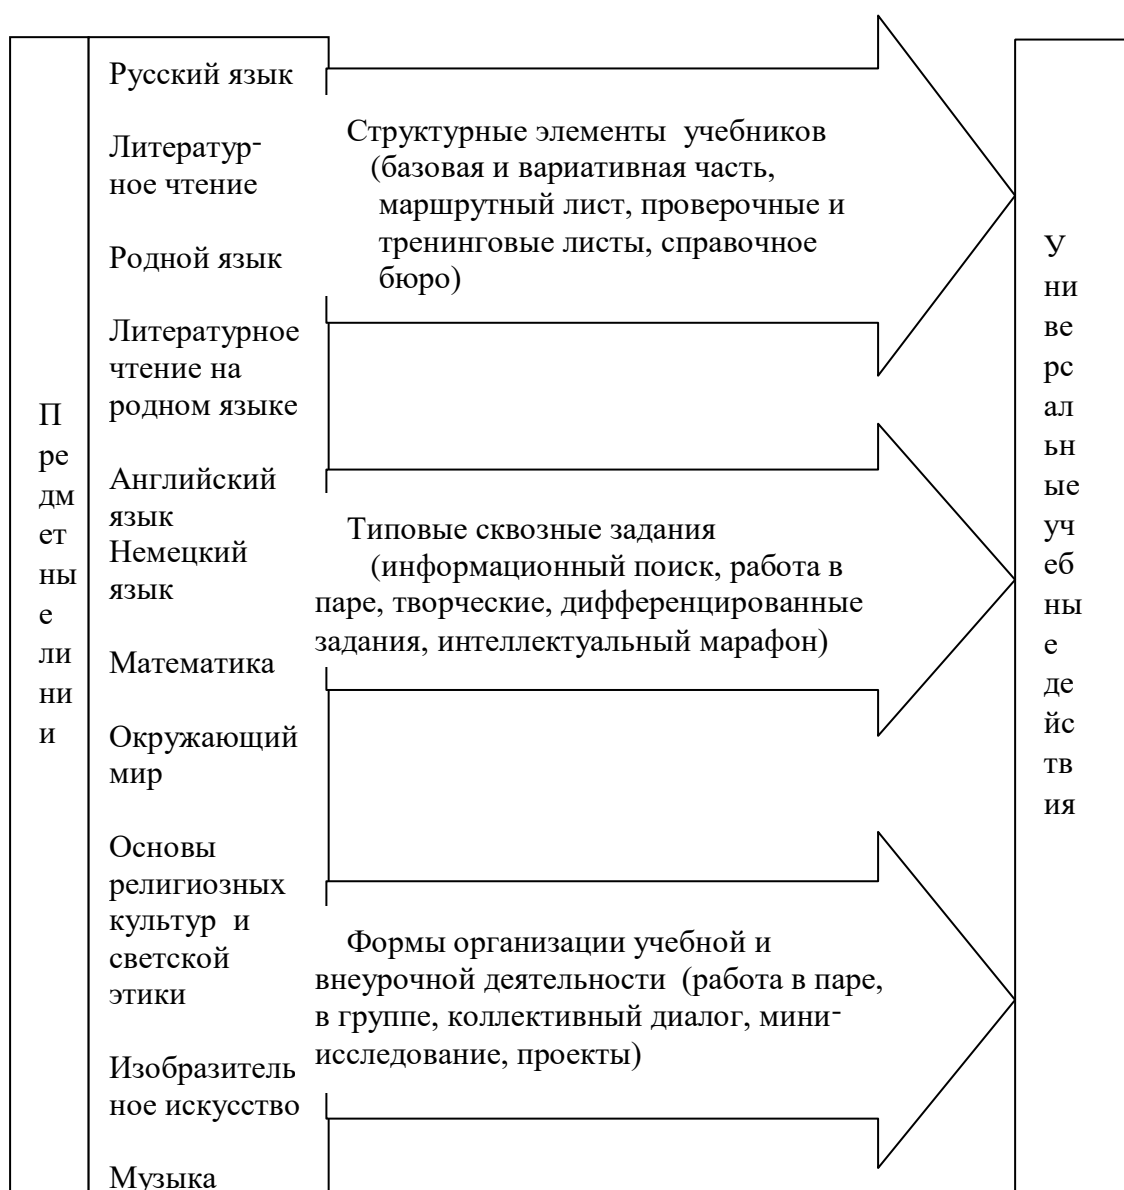 П
ре
дм
ет
ны
е
ли
ни
и
Русский язык
Литератур-
ное чтение
Родной язык
Литературное
чтение на
родном языке
Английский
язык
Немецкий
язык
Математика
Окружающий
мир
Основы
религиозных
культур и
светской
этики
Изобразитель
ное искусство
Музыка
Структурные элементы учебников
(базовая и вариативная часть,
маршрутный лист, проверочные и
тренинговые листы, справочное
бюро)
Типовые сквозные задания
(информационный поиск, работа в
паре, творческие, дифференцированные
задания, интеллектуальный марафон)
Формы организации учебной и
внеурочной деятельности (работа в паре,
в группе, коллективный диалог, мини-
исследование, проекты)
У
ни
ве
рс
ал
ьн
ые
уч
еб
ны
е
де
йс
тв
ия